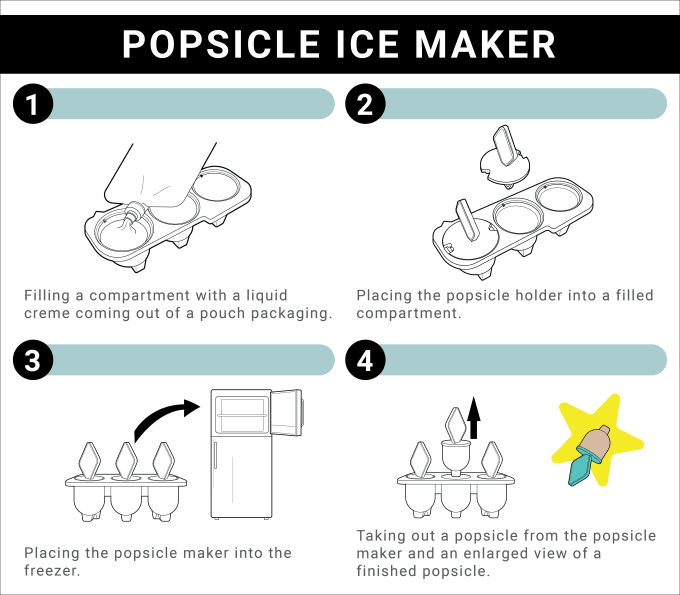 POPSICLE ICE MAKER
1
2
Filling a compartment with a liquid
creme coming out of a pouch packaging.
Placing the popsicle holder into a filled
compartment.
3
4
Placing the popsicle maker into the
freezer.
Taking out a popsicle from the popsicle
maker and an enlarged view of a
finished popsicle.